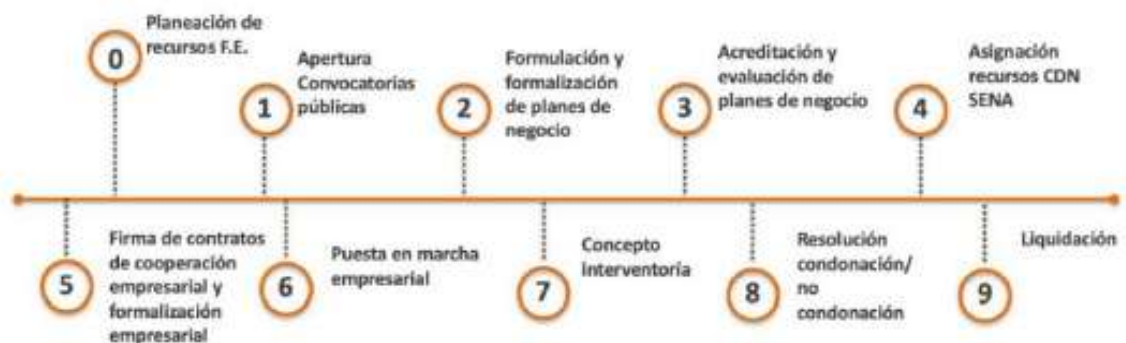 0
Planeación de
recursos F.E.
1
Apertura
Convocatorias
públicas
2
Formulación y
formalización
de planes de
negocio
3
Acreditación y
evaluación de
planes de negocio
4
Asignación
recursos CDN
SENA
5
Firma de contratos
de cooperación
empresarial y
formalización
empresarial
6
Puesta en marcha
empresarial
7
Concepto
Interventoría
8
Resolución
condonación/
no
condonación
9
Liquidación